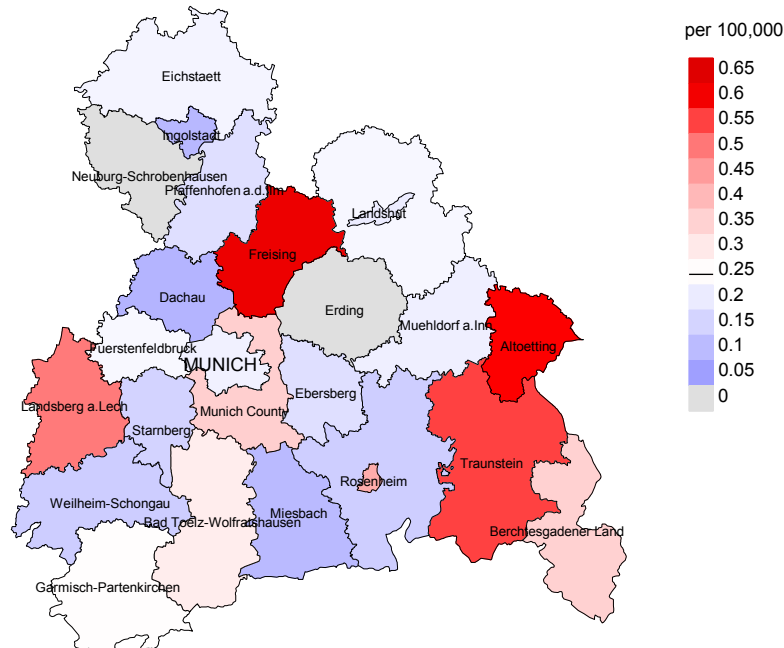 per 100,000
0.65
0.6
0.55
0.5
0.45
0.4
0.35
0.3
0.25
0.2
0.15
0.1
0.05
0
Eichstaett
Ingolstadt
Neuburg-Schrobenhausen
Pfaffenhofen a.d.Ilm
Landshut
Freising
Dachau
Erding
Muehldorf a.Inn
Altoetting
Fuerstenfeldbruck
MUNICH
Ebersberg
Landsberg a.Lech
Munich County
Starnberg
Traunstein
Rosenheim
Weilheim-Schongau
Miesbach
Bad Toelz-Wolfratshausen
Berchtesgadener Land
Garmisch-Partenkirchen